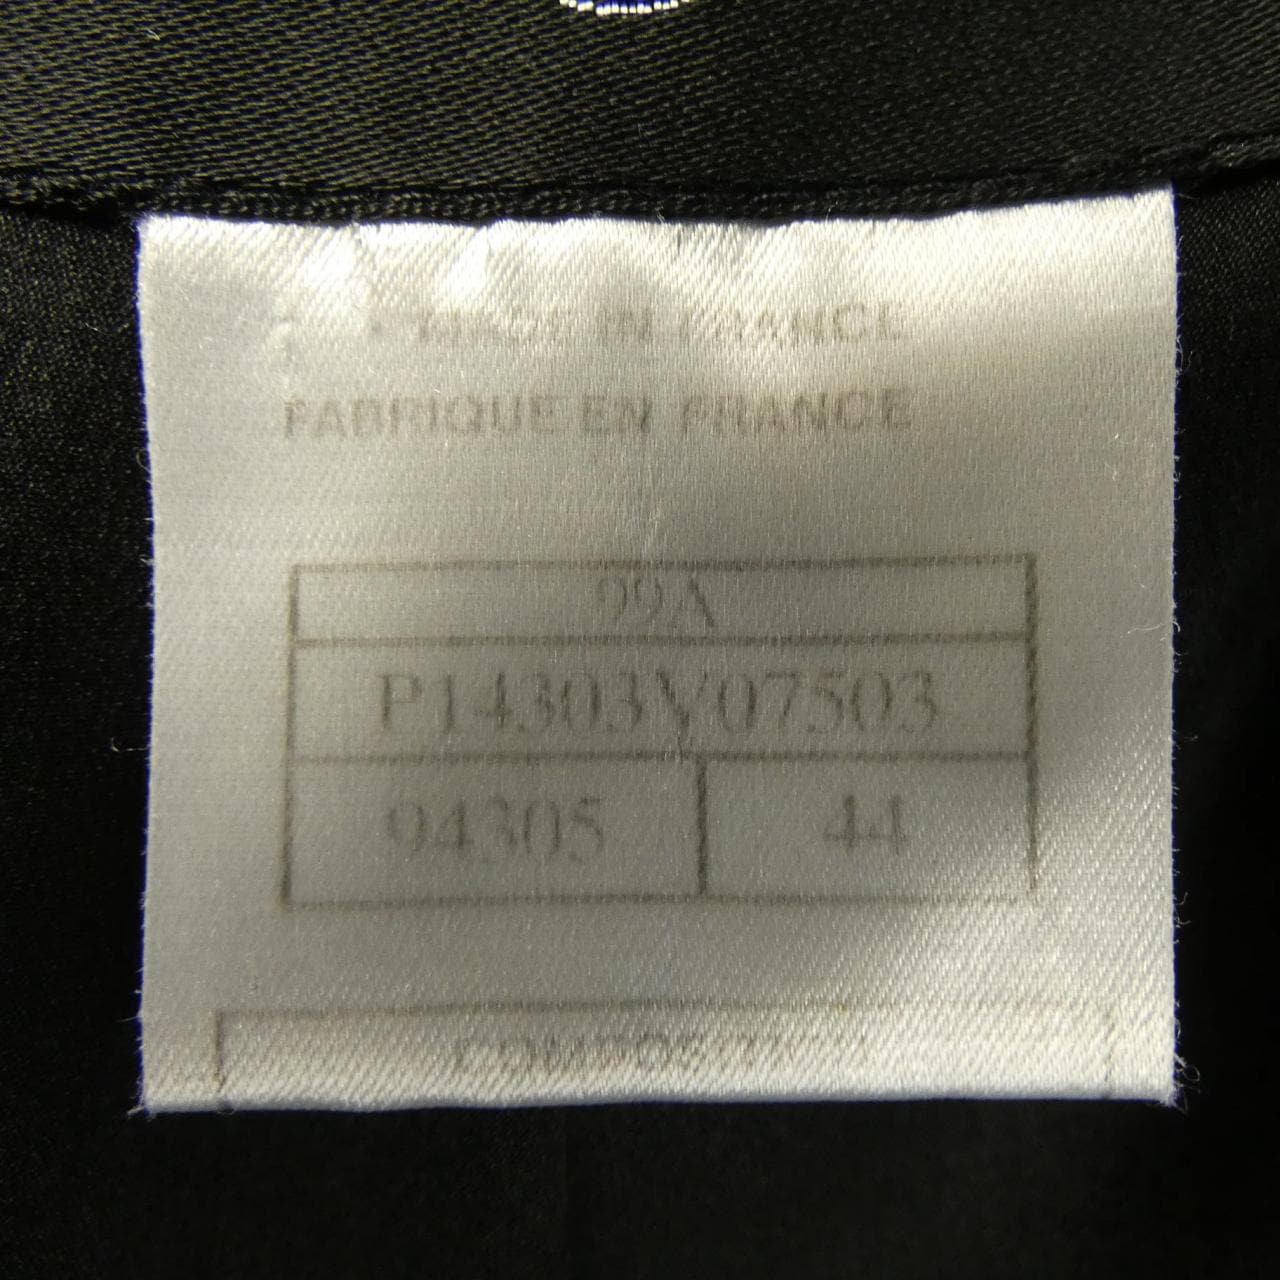 MADE IN FRANCE
FABRIQUE EN FRANCE
99A
P14303V07503
94305 44
COMPOSITION